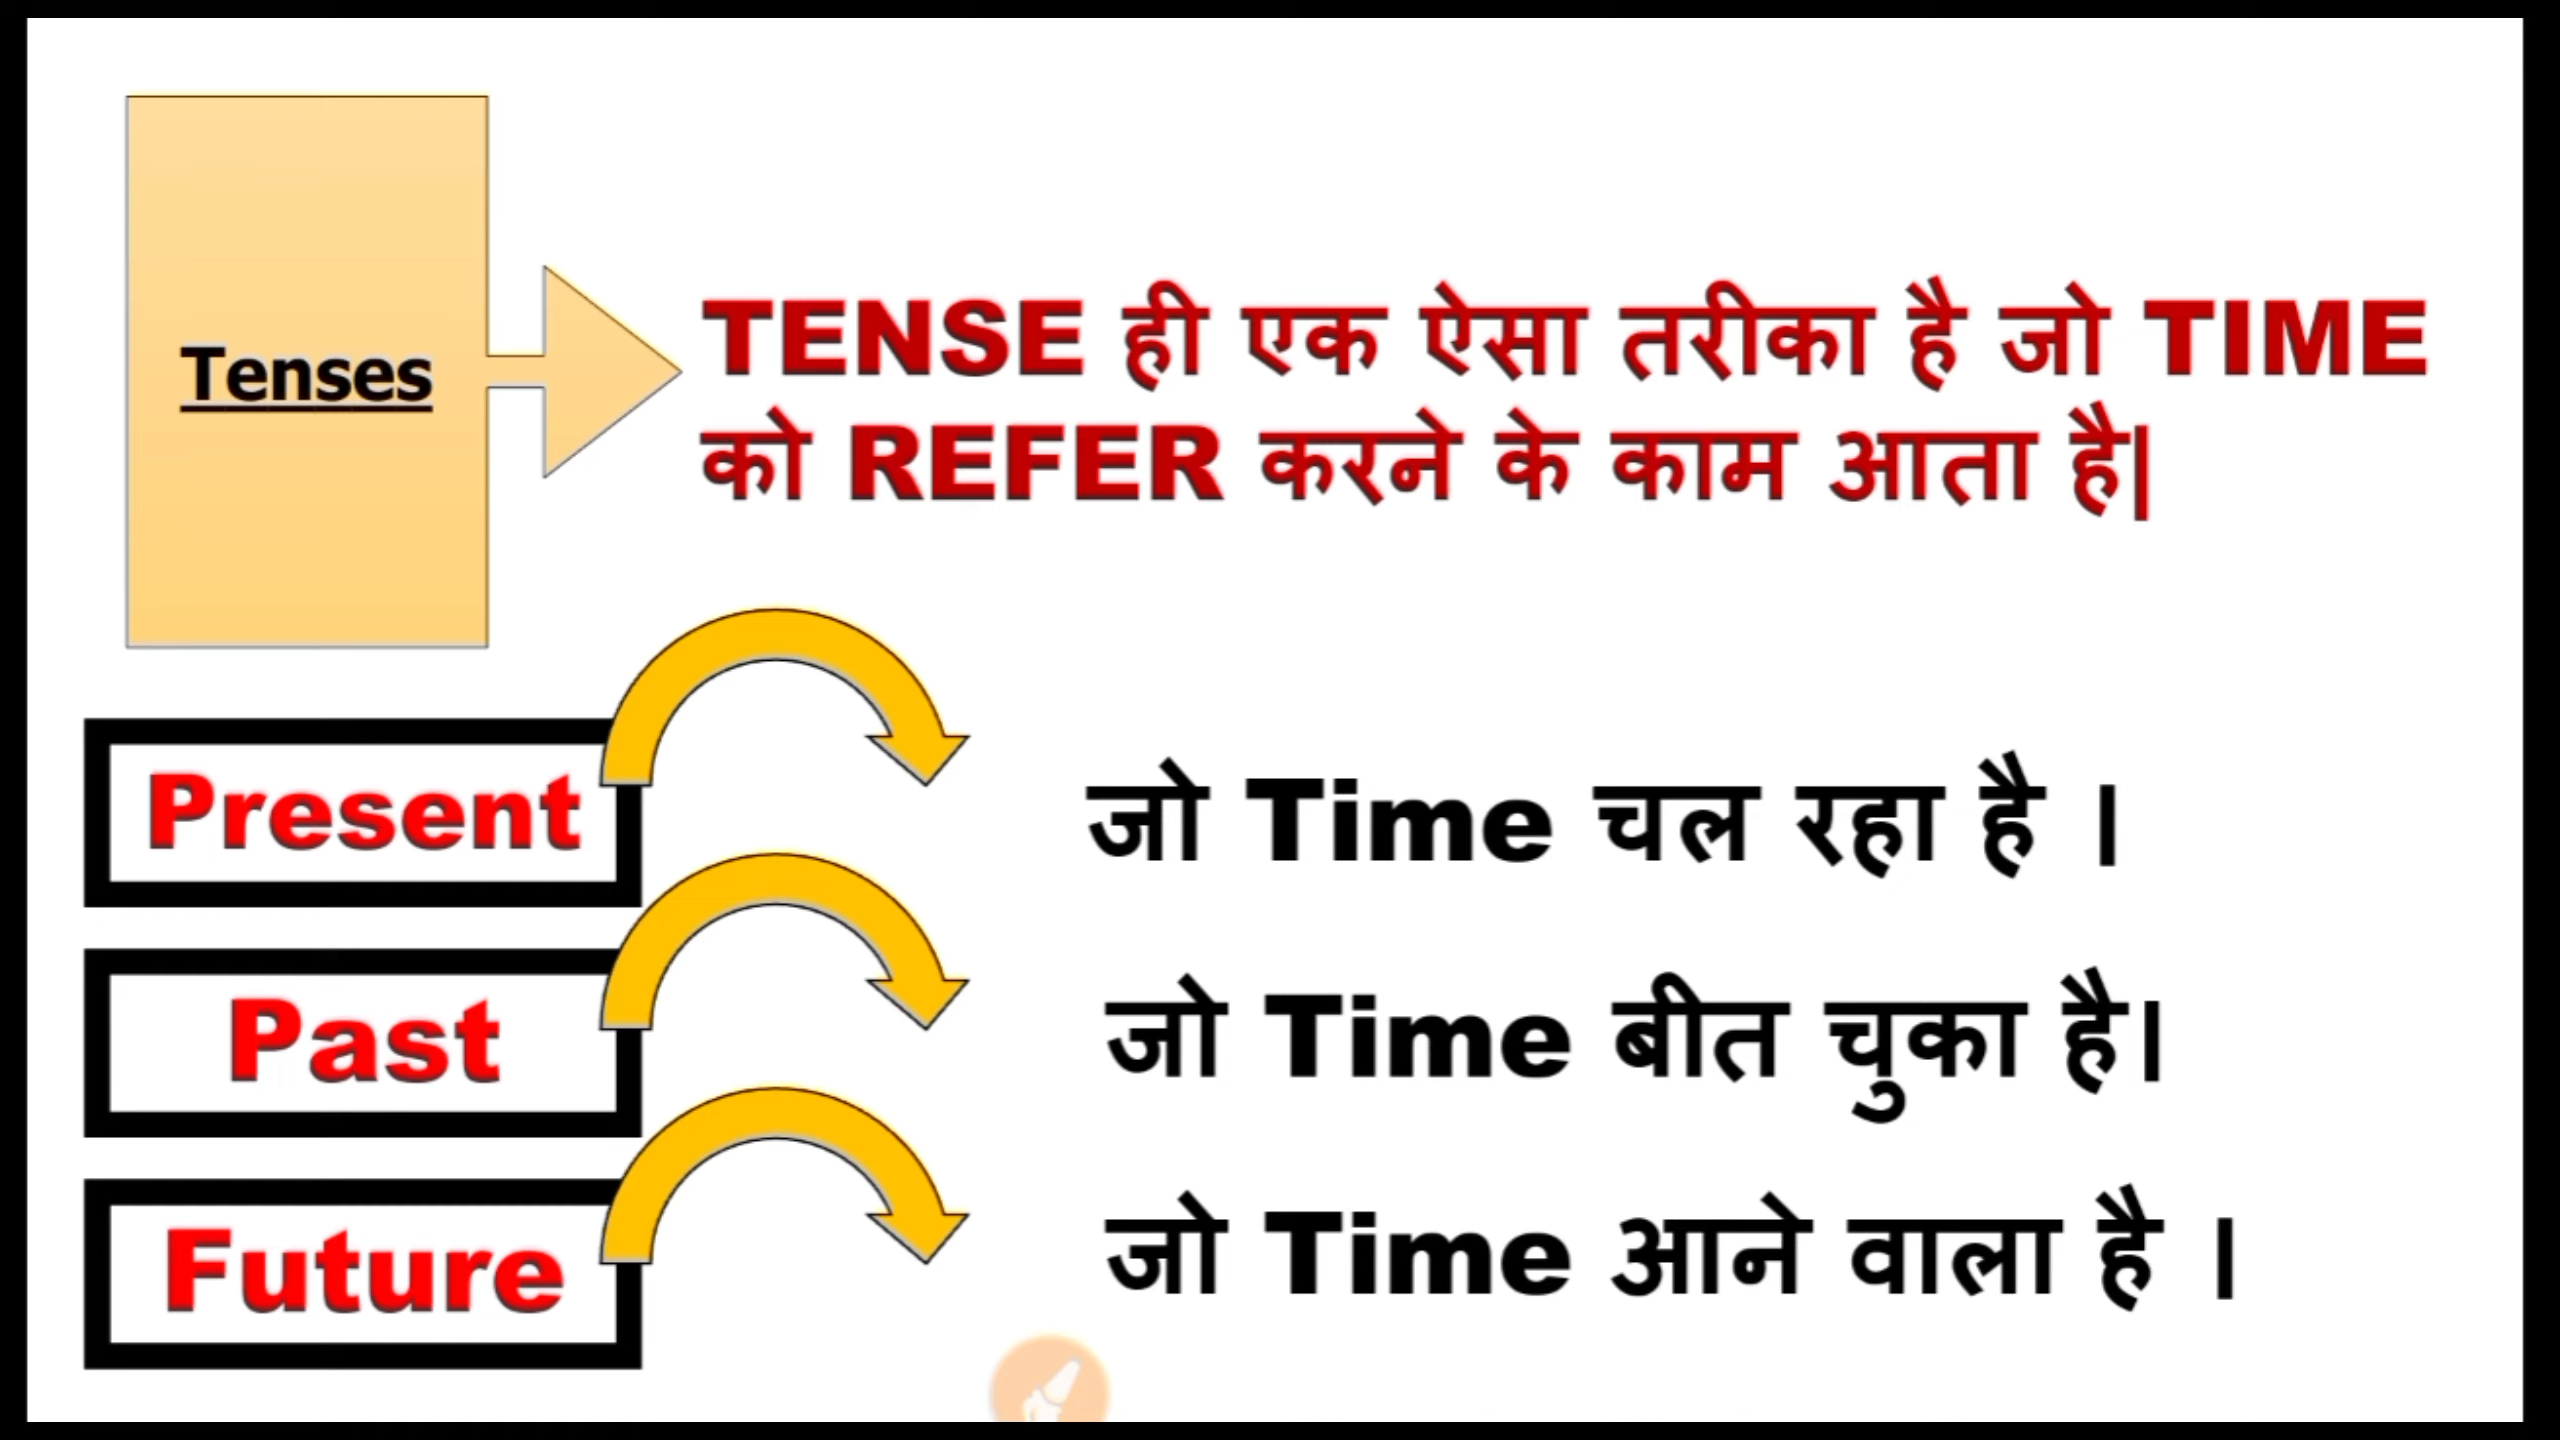 Tenses
TENSE ही एक ऐसा तरीका है जो TIME
को REFER करने के काम आता है|
Present
जो Time चल रहा है ।
Past
जो Time बीत चुका है।
Future
जो Time आने वाला है ।